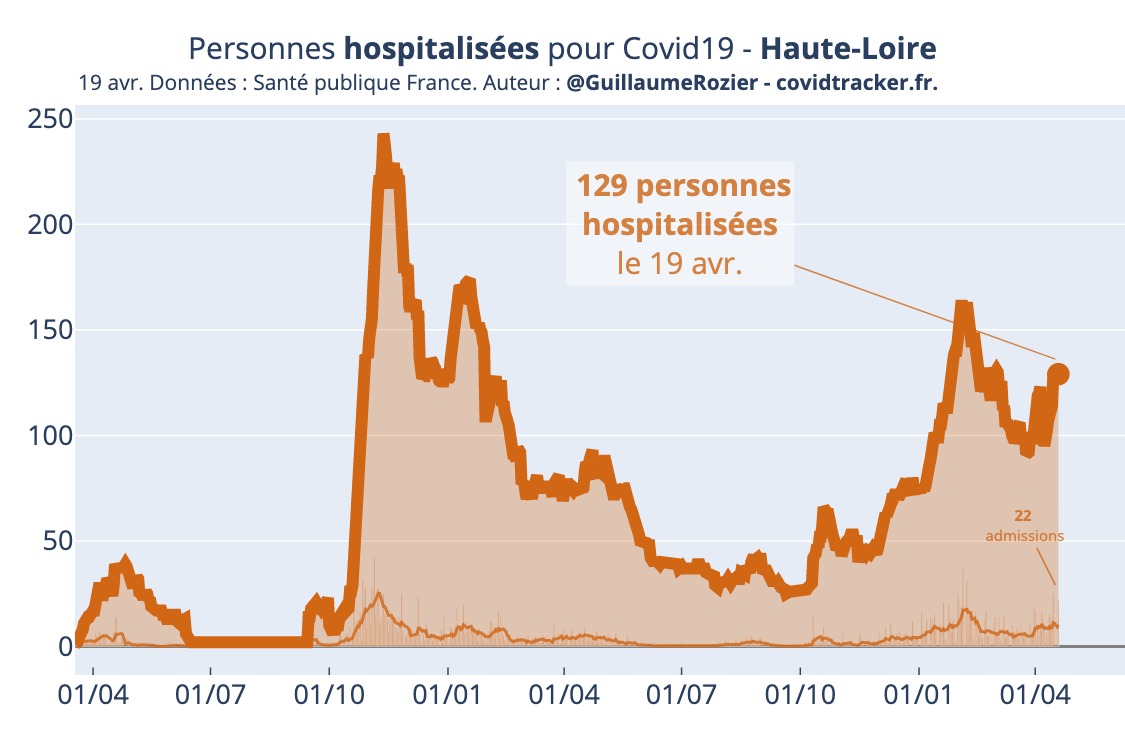 Personnes hospitalisées pour Covid19 - Haute-Loire
19 avr. Données : Santé publique France. Auteur : @GuillaumeRozier - covidtracker.fr.
250
200
150
100
50
0
129 personnes
hospitalisées
le 19 avr.
22
admissions
01/04 01/07 01/10 01/01 01/04 01/07 01/10 01/01 01/04